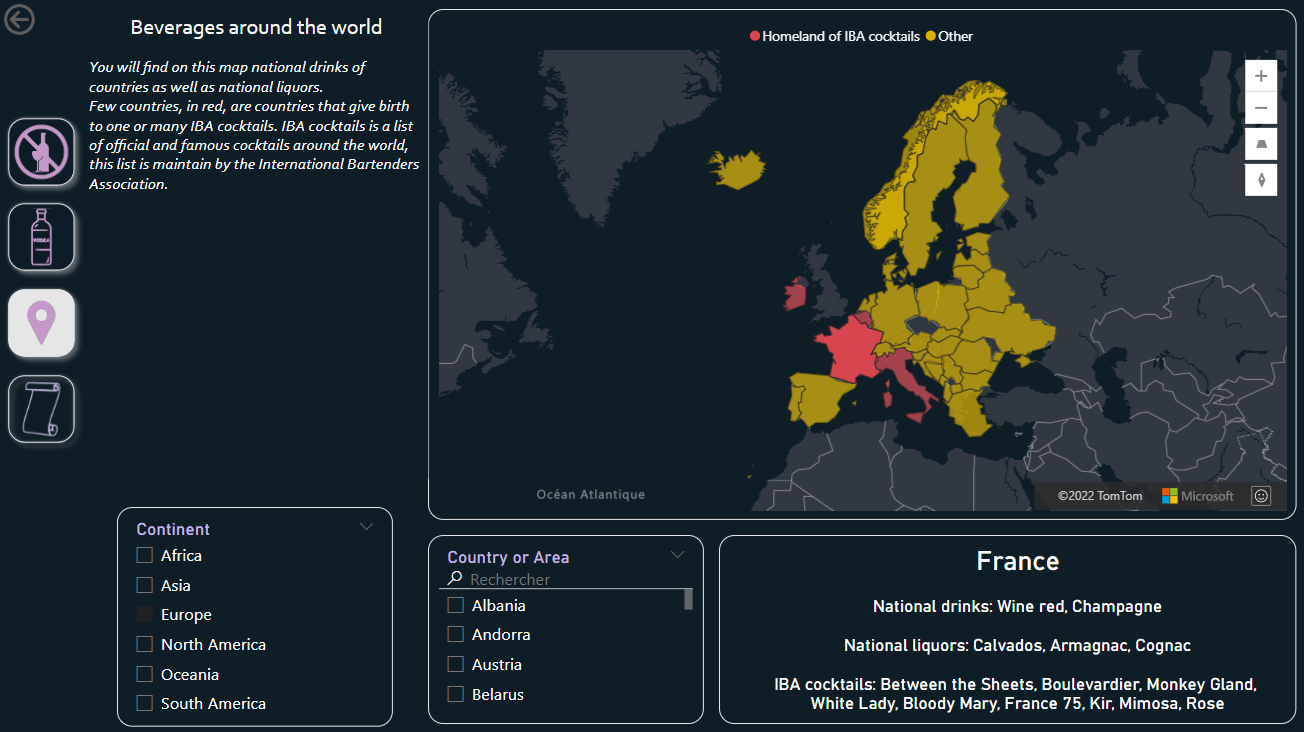 Beverages around the world
You will find on this map national drinks of
countries as well as national liquors.
Few countries, in red, are countries that give birth
to one or many IBA cocktails. IBA cocktails is a list
of official and famous cocktails around the world,
this list is maintain by the International Bartenders
Association.
VODKA
Homeland of IBA cocktails Other
Océan Atlantique
©2022 TomTom Microsoft
Continent
Africa
Asia
Europe
North America
Oceania
South America
Country or Area
Rechercher
Albania
Andorra
Austria
Belarus
France
National drinks: Wine red, Champagne
National liquors: Calvados, Armagnac, Cognac
IBA cocktails: Between the Sheets, Boulevardier, Monkey Gland,
White Lady, Bloody Mary, France 75, Kir, Mimosa, Rose